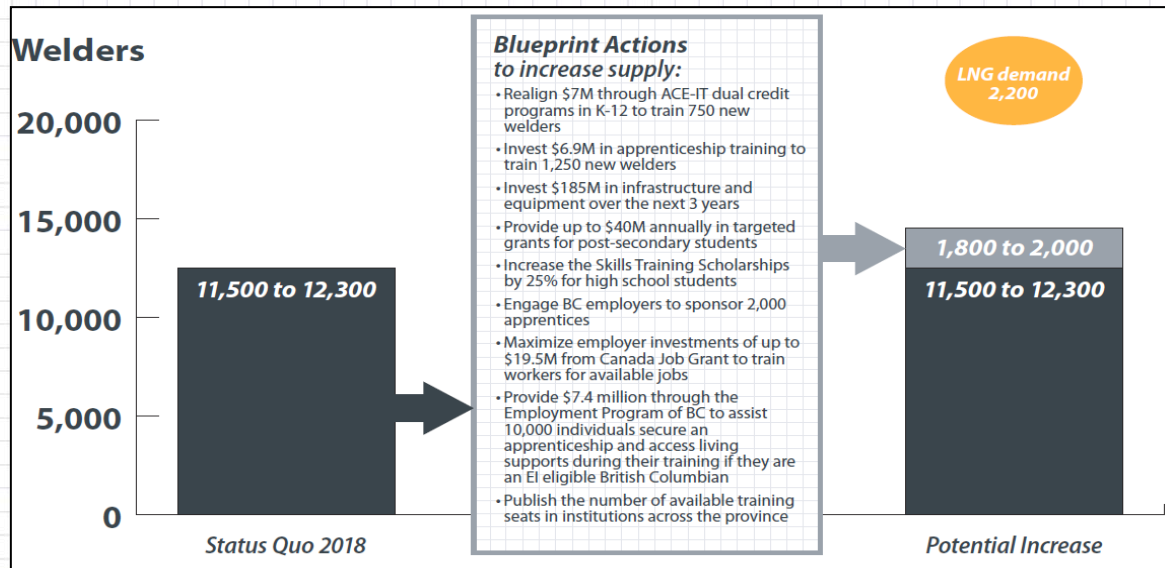 Welders
20,000
15,000
10,000
5,000
0
11,500 to 12,300
Status Quo 2018
Blueprint Actions
to increase supply:
• Realign $7M through ACE-IT dual credit
programs in K-12 to train 750 new
welders
• Invest $6.9M in apprenticeship training to
train 1,250 new welders
• Invest $185M in infrastructure and
equipment over the next 3 years
• Provide up to $40M annually in targeted
grants for post-secondary students
• Increase the Skills Training Scholarships
by 25% for high school students
• Engage BC employers to sponsor 2,000
apprentices
• Maximize employer investments of up to
$19.5M from Canada Job Grant to train
workers for available jobs
• Provide $7.4 million through the
Employment Program of BC to assist
10,000 individuals secure an
apprenticeship and access living
supports during their training if they are
an EI eligible British Columbian
• Publish the number of available training
seats in institutions across the province
LNG demand
2,200
1,800 to 2,000
11,500 to 12,300
Potential Increase